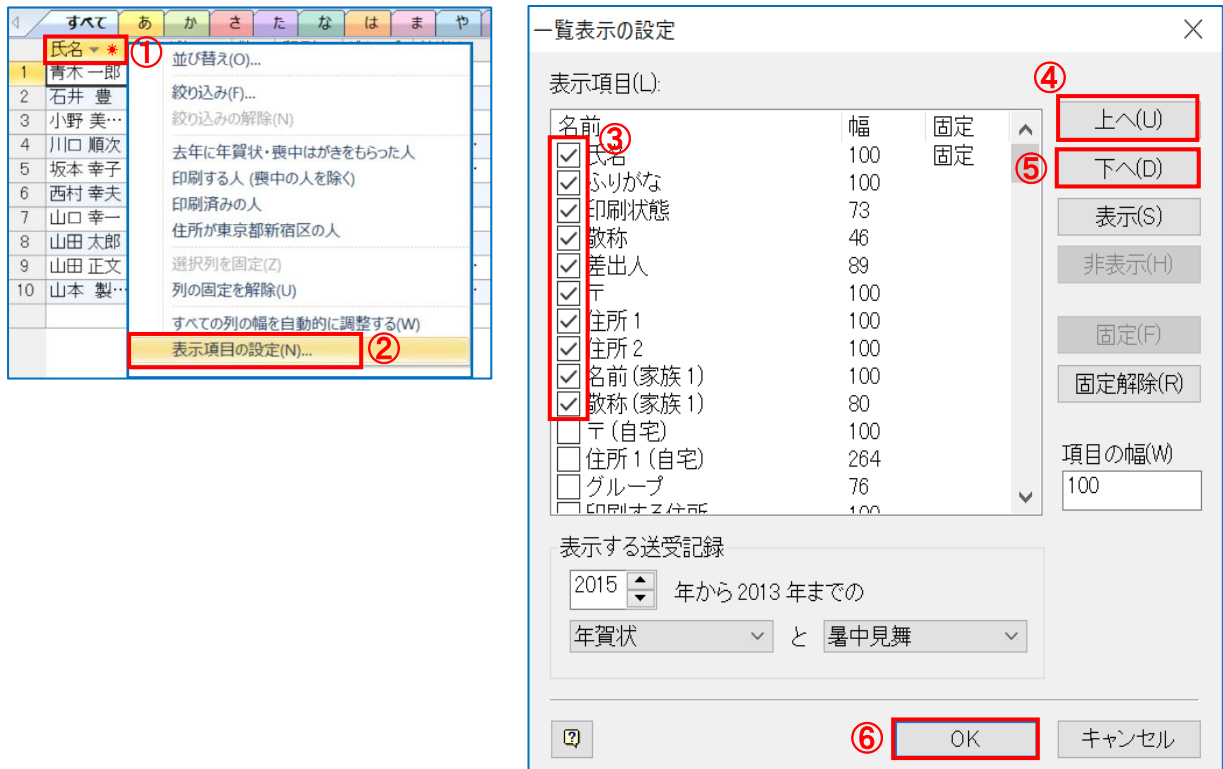 すべて あ か さ た な は ま や
氏名 ①
1 青木 一郎
2 石井 豊
3 小野 美…
4 川口 順次
5 坂本 幸子
6 西村 幸夫
7 山口 幸一
8 山田 太郎
9 山田 正文
10 山本 製…
並び替え(O)...
絞り込み(F)...
絞り込みの解除(N)
去年に年賀状・喪中はがきをもらった人
印刷する人 (喪中の人を除く)
印刷済みの人
住所が東京都新宿区の人
選択列を固定(Z)
列の固定を解除(U)
すべての列の幅を自動的に調整する(W)
表示項目の設定(N)... ②
一覧表示の設定
表示項目(L):
名前 幅 固定
③
氏名 100 固定
ふりがな 100
印刷状態 73
敬称 46
差出人 89
〒 100
住所1 100
住所2 100
名前(家族1) 100
敬称(家族1) 80
〒(自宅) 100
住所1(自宅) 264
グループ 76
印刷する住所 100
④ 上へ(U)
⑤ 下へ(D)
表示(S)
非表示(H)
固定(F)
固定解除(R)
項目の幅(W)
100
表示する送受記録
2015 年から 2013 年までの
年賀状 と 暑中見舞
⑥ OK キャンセル